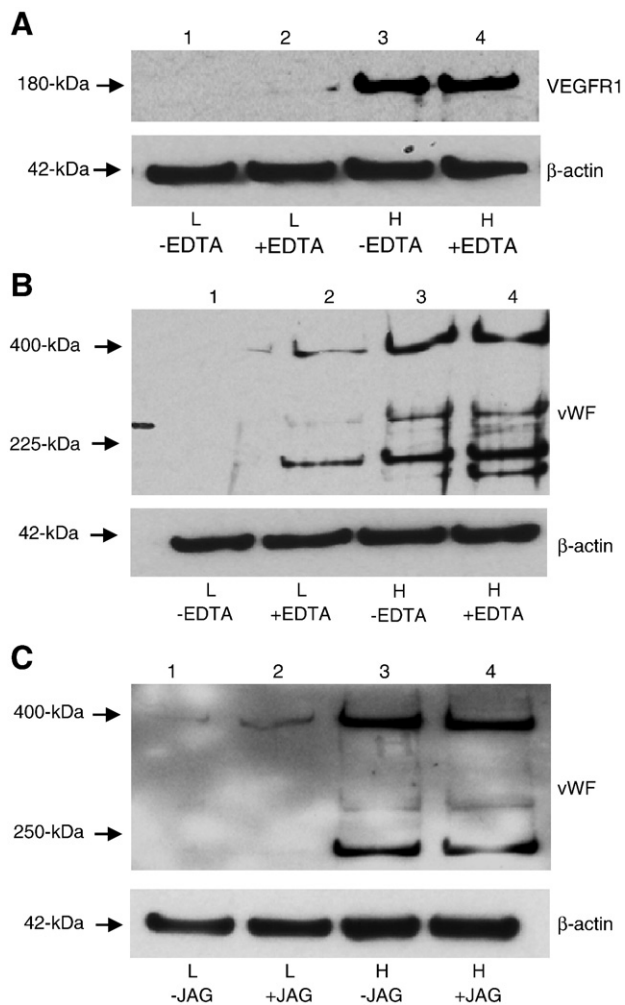 A
1 2 3 4
180-kDa VEGFR1
42-kDa β-actin
L L H H
-EDTA +EDTA -EDTA +EDTA
B
1 2 3 4
400-kDa
vWF
225-kDa
42-kDa β-actin
L L H H
-EDTA +EDTA -EDTA +EDTA
C
1 2 3 4
400-kDa
vWF
250-kDa
42-kDa β-actin
L L H H
-JAG +JAG -JAG +JAG